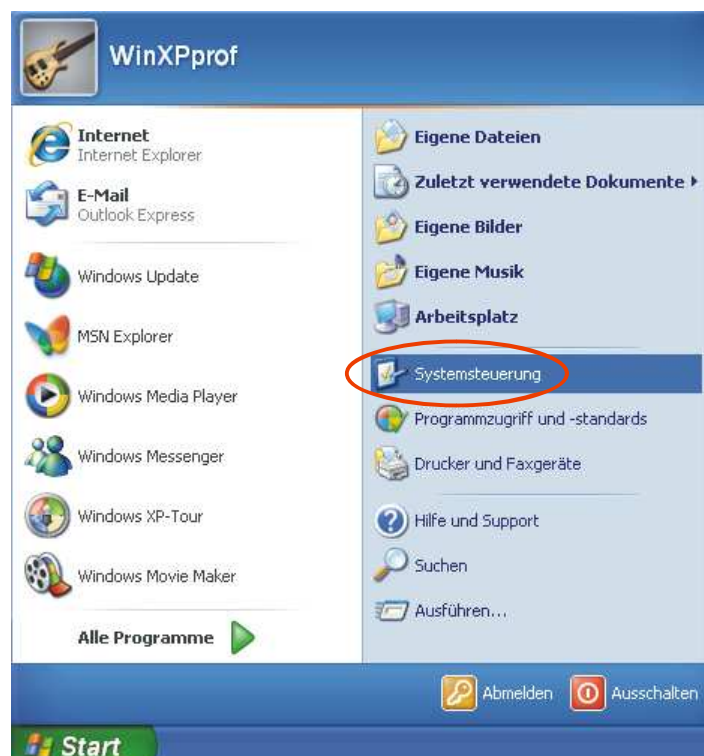 WinXPprof
Internet
Internet Explorer
E-Mail
Outlook Express
Windows Update
MSN Explorer
Windows Media Player
Windows Messenger
Windows XP-Tour
Windows Movie Maker
Alle Programme
Eigene Dateien
Zuletzt verwendete Dokumente
Eigene Bilder
Eigene Musik
Arbeitsplatz
Systemsteuerung
Programmzugriff und -standards
Drucker und Faxgeräte
Hilfe und Support
Suchen
Ausführen...
Abmelden
Ausschalten
Start